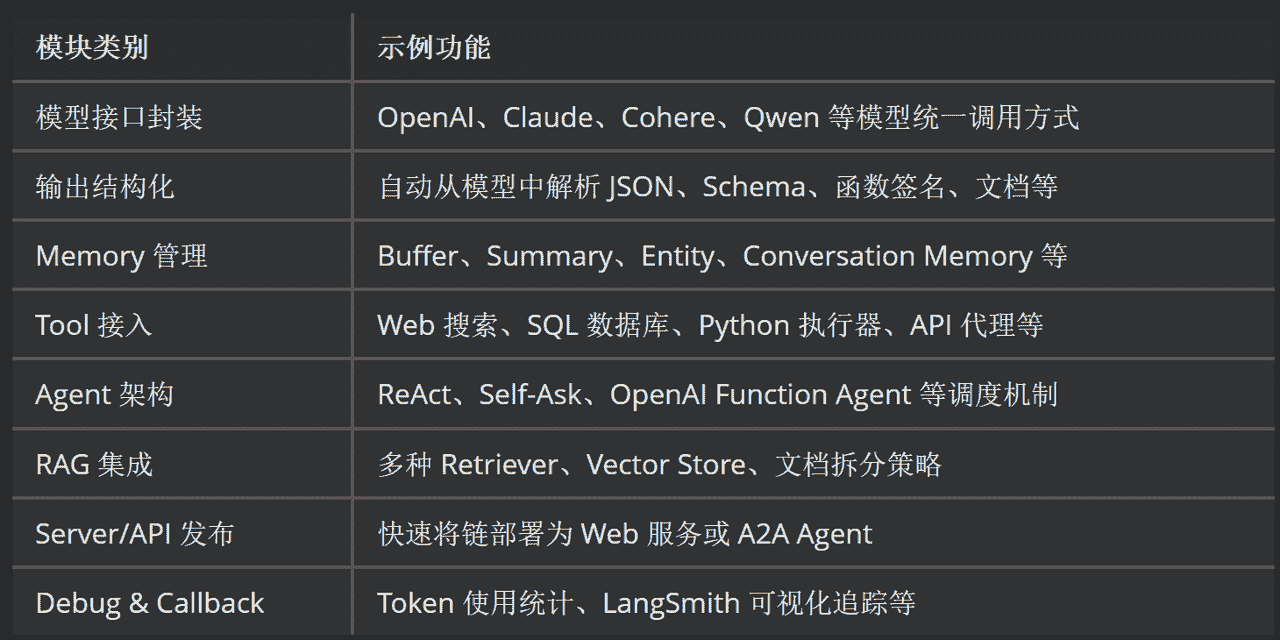 模块类别 示例功能
模型接口封装 OpenAI、Claude、Cohere、Qwen 等模型统一调用方式
输出结构化 自动从模型中解析 JSON、Schema、函数签名、文档等
Memory 管理 Buffer、Summary、Entity、Conversation Memory 等
Tool 接入 Web 搜索、SQL 数据库、Python 执行器、API 代理等
Agent 架构 ReAct、Self-Ask、OpenAI Function Agent 等调度机制
RAG 集成 多种 Retriever、Vector Store、文档拆分策略
Server/API 发布 快速将链部署为 Web 服务或 A2A Agent
Debug & Callback Token 使用统计、LangSmith 可视化追踪等